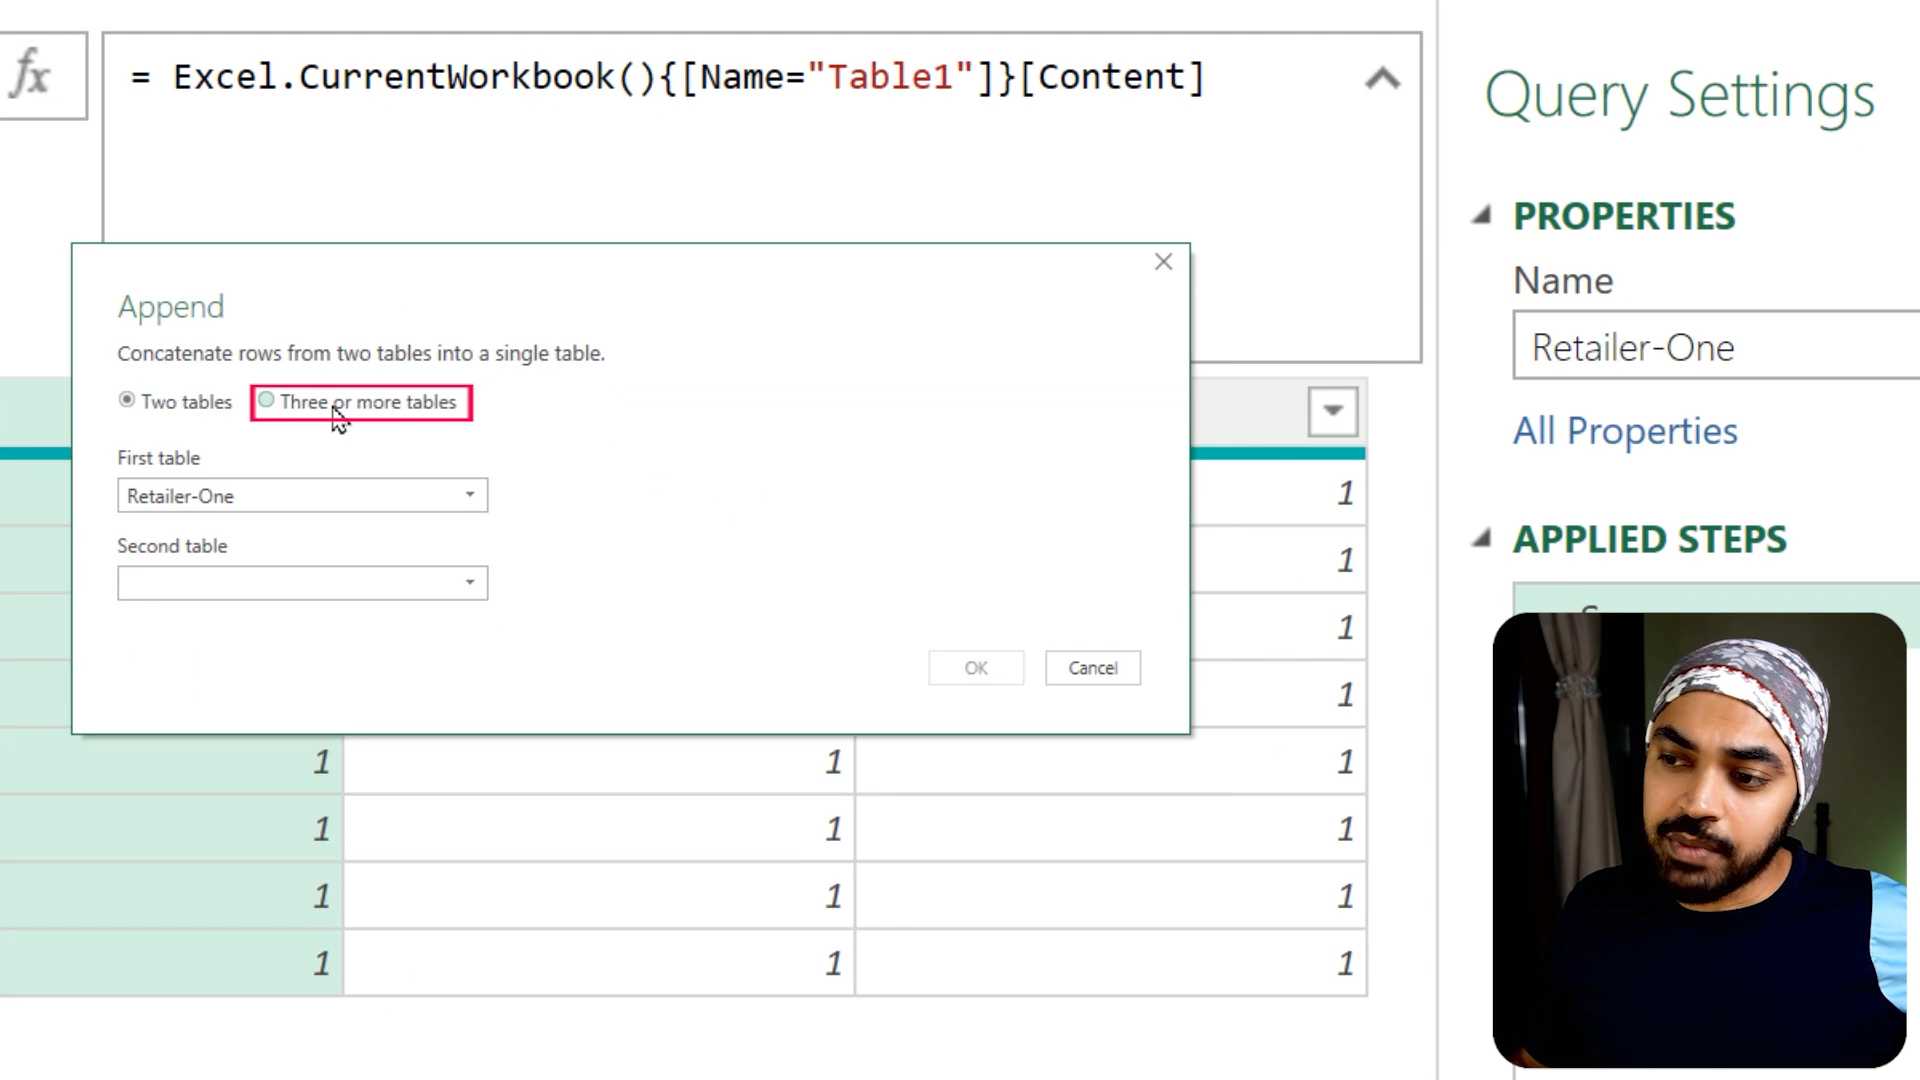 fx
= Excel.CurrentWorkbook(){[Name="Table1"]}[Content]
Query Settings
PROPERTIES
Name
Retailer-One
All Properties
APPLIED STEPS
Append
Concatenate rows from two tables into a single table.
Two tables
Three or more tables
First table
Retailer-One
Second table
OK
Cancel
1
1
1
1
1 1 1
1 1 1
1 1 1
1 1 1